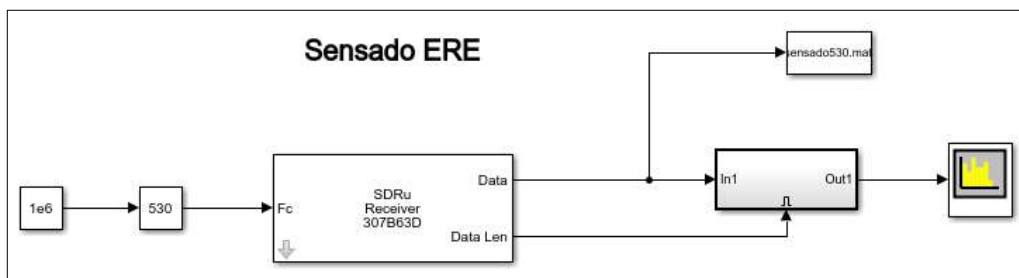 Sensado ERE
sensado530.mat
1e6
530
Fc
SDRu
Receiver
307B63D
Data
Data Len
In1
Out1